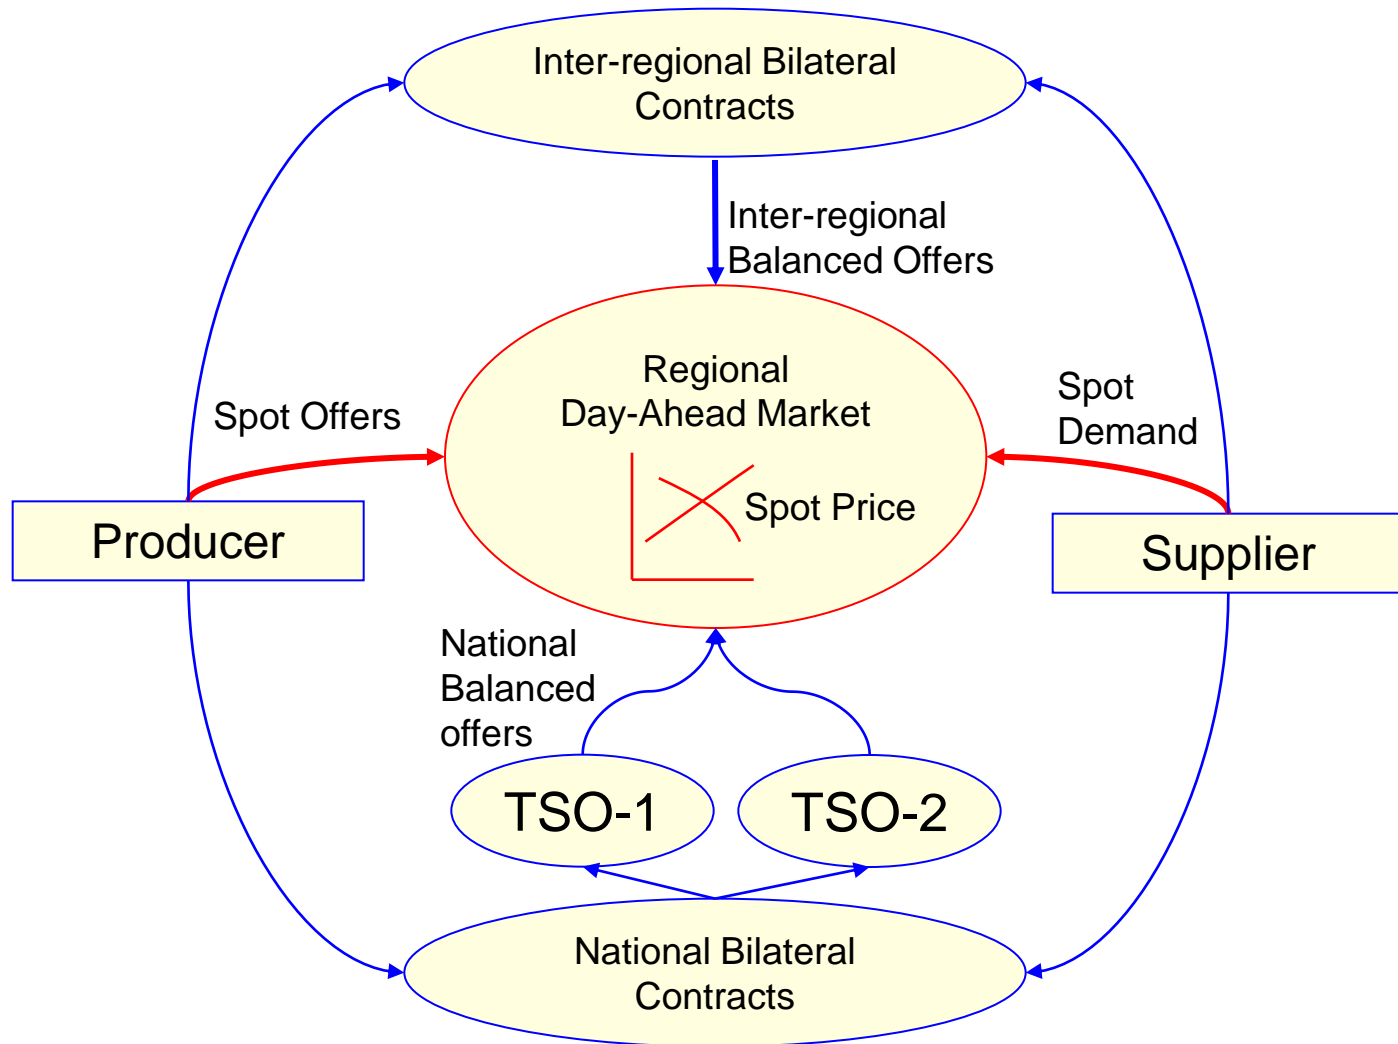 Inter-regional Bilateral
Contracts
Inter-regional
Balanced Offers
Regional
Day-Ahead Market
Spot Offers
Spot
Demand
Spot Price
Producer
Supplier
National
Balanced
offers
TSO-1
TSO-2
National Bilateral
Contracts